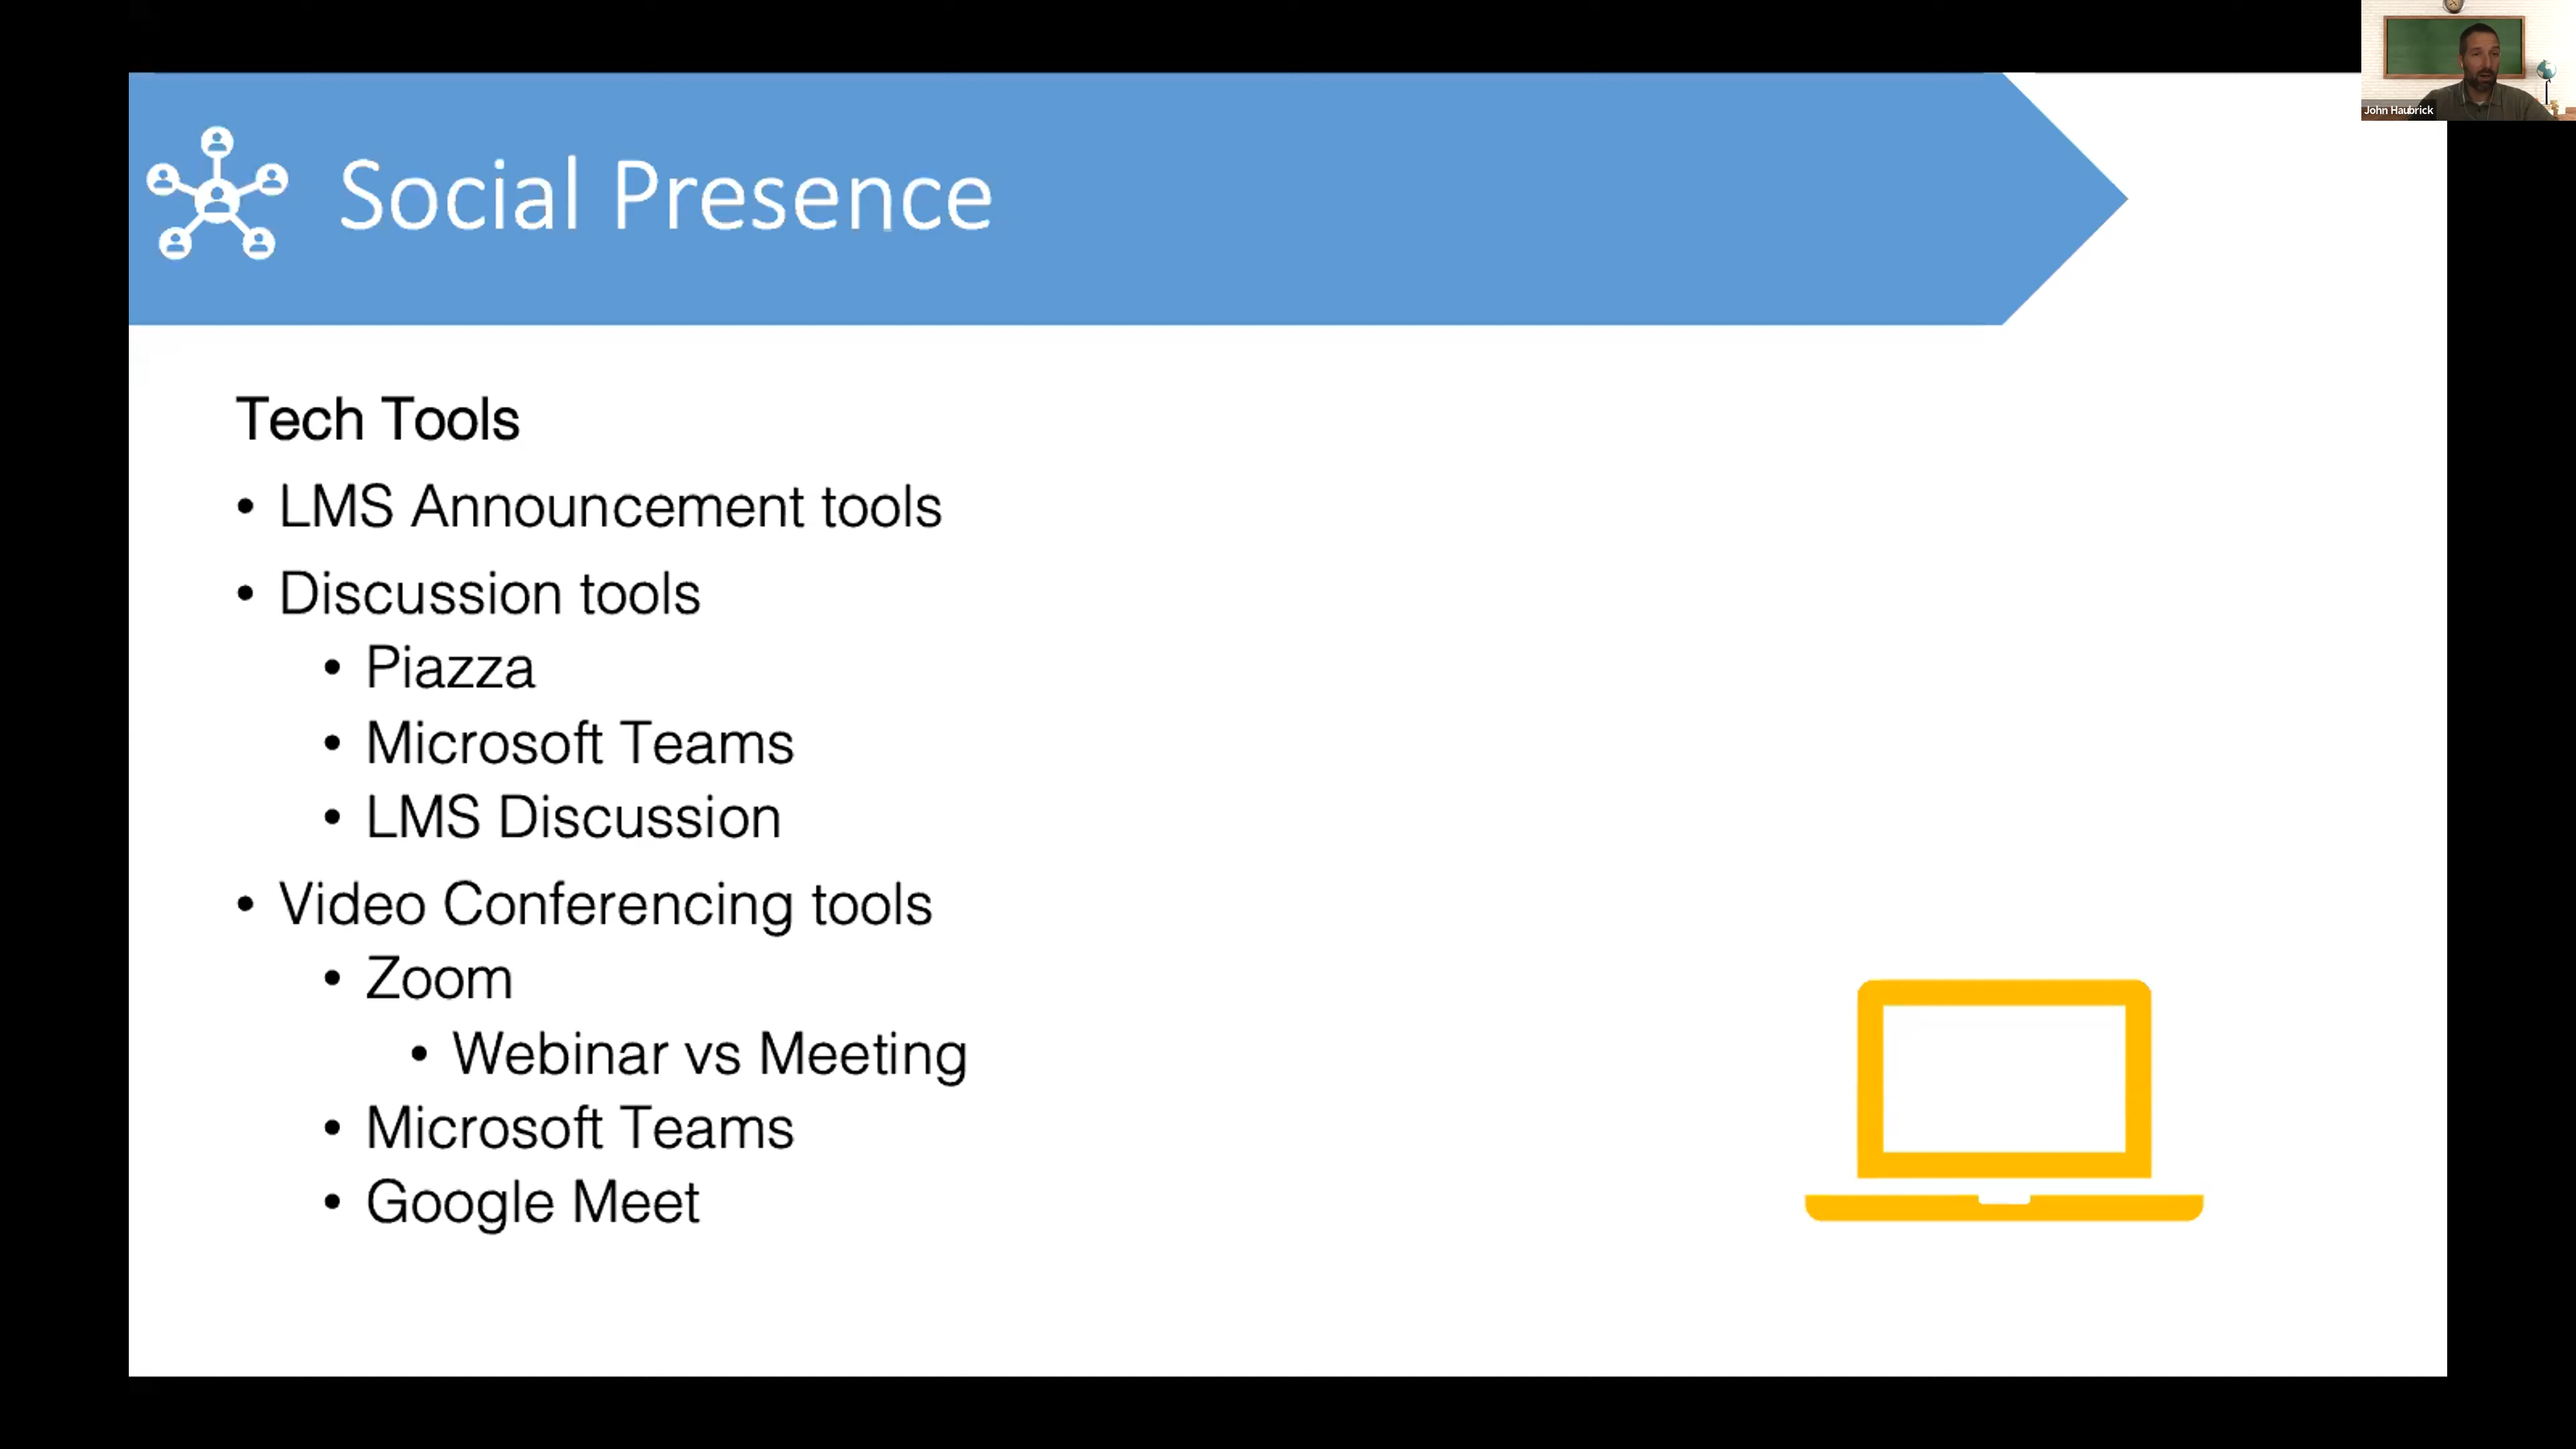 Social Presence
Tech Tools
• LMS Announcement tools
• Discussion tools
• Piazza
• Microsoft Teams
• LMS Discussion
• Video Conferencing tools
• Zoom
• Webinar vs Meeting
• Microsoft Teams
• Google Meet
John Haubrick